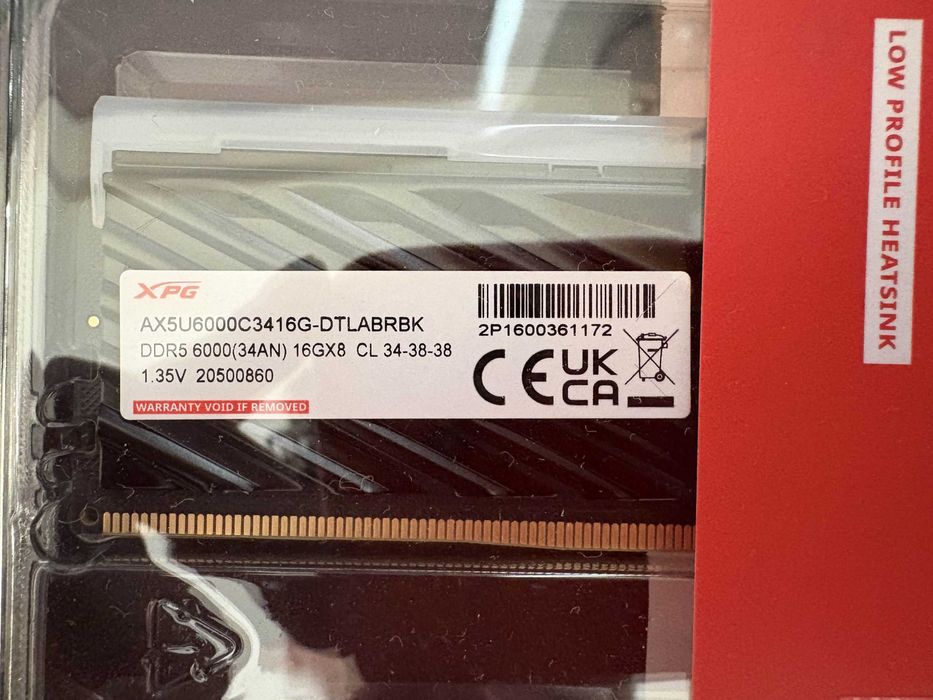 XPG
AX5U6000C3416G-DTLABRBK
DDR5 6000(34AN) 16GX8 CL 34-38-38
1.35V 20500860
WARRANTY VOID IF REMOVED
2P1600361172
CE UK
CA
LOW PROFILE HEATSINK